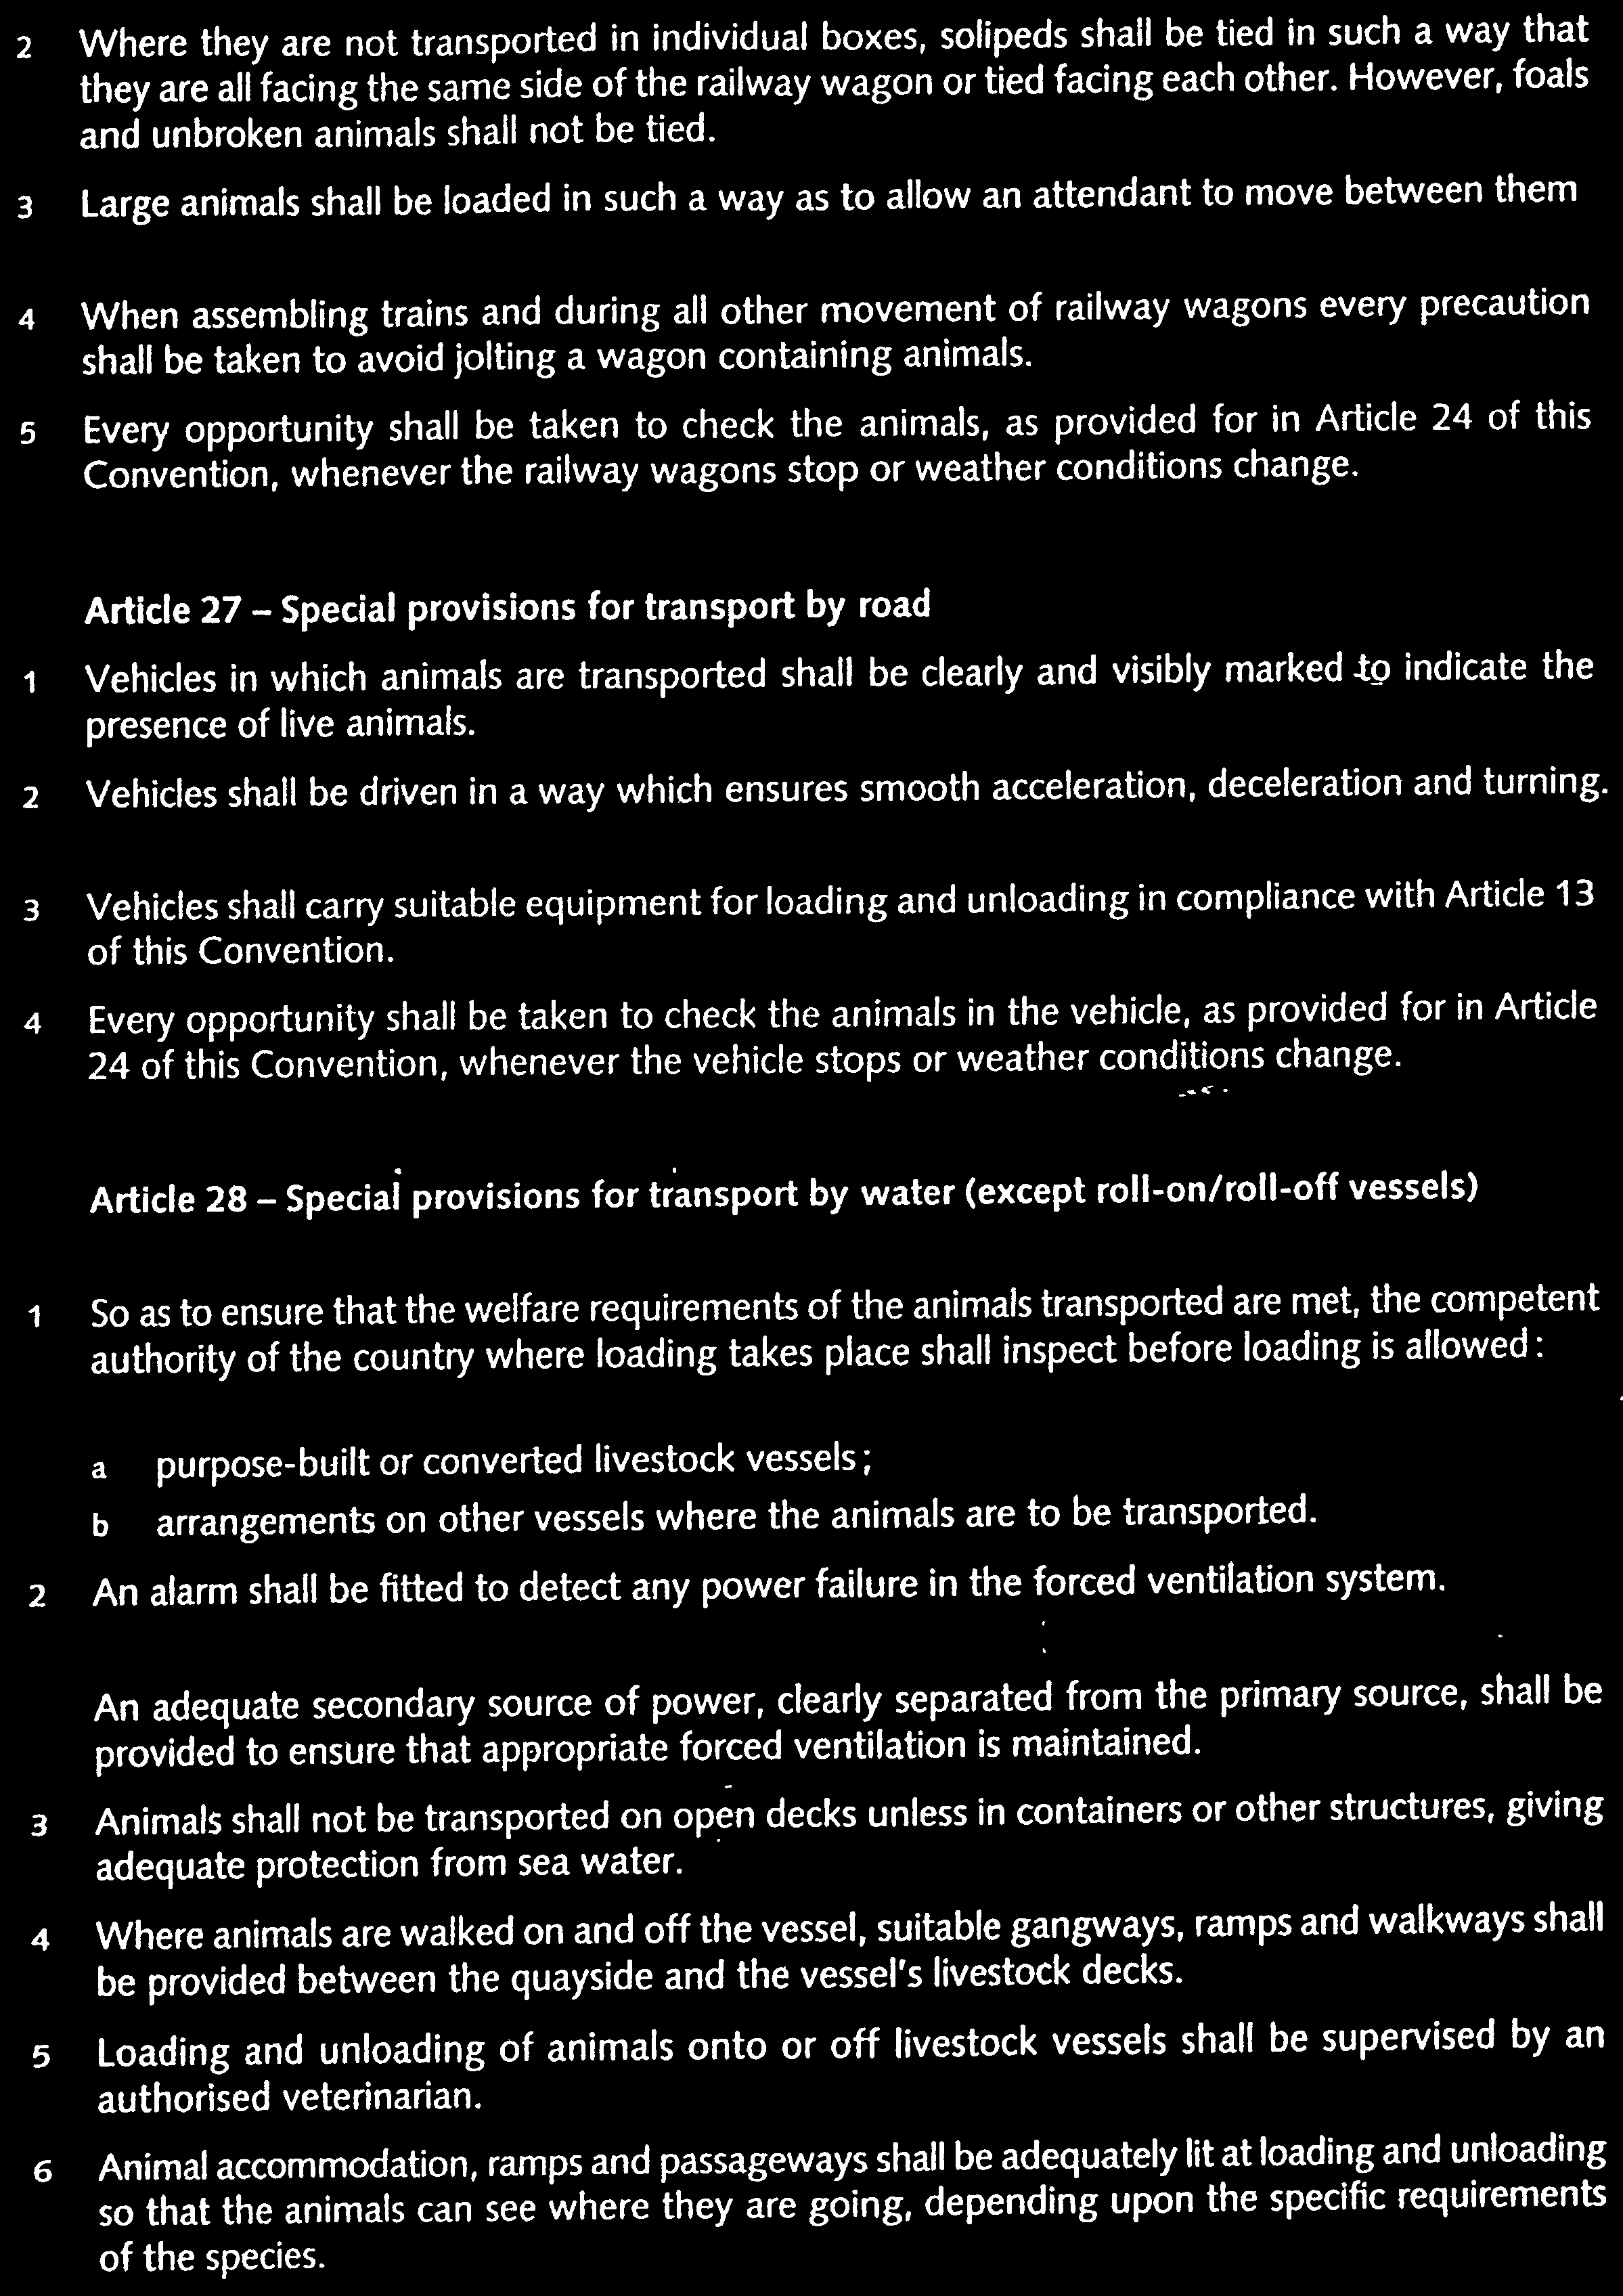 2 Where they are not transported in individual boxes, solipeds shall be tied in such a way that
they are all facing the same side of the railway wagon or tied facing each other. However, foals
and unbroken animals shall not be tied.
3 Large animals shall be loaded in such a way as to allow an attendant to move between them
4 When assembling trains and during all other movement of railway wagons every precaution
shall be taken to avoid jolting a wagon containing animals.
5 Every opportunity shall be taken to check the animals, as provided for in Article 24 of this
Convention, whenever the railway wagons stop or weather conditions change.
Article 27 – Special provisions for transport by road
1 Vehicles in which animals are transported shall be clearly and visibly marked to indicate the
presence of live animals.
2 Vehicles shall be driven in a way which ensures smooth acceleration, deceleration and turning.
3 Vehicles shall carry suitable equipment for loading and unloading in compliance with Article 13
of this Convention.
4 Every opportunity shall be taken to check the animals in the vehicle, as provided for in Article
24 of this Convention, whenever the vehicle stops or weather conditions change.
Article 28 – Special provisions for transport by water (except roll-on/roll-off vessels)
1 So as to ensure that the welfare requirements of the animals transported are met, the competent
authority of the country where loading takes place shall inspect before loading is allowed :
a purpose-built or converted livestock vessels ;
b arrangements on other vessels where the animals are to be transported.
2 An alarm shall be fitted to detect any power failure in the forced ventilation system.
An adequate secondary source of power, clearly separated from the primary source, shall be
provided to ensure that appropriate forced ventilation is maintained.
3 Animals shall not be transported on open decks unless in containers or other structures, giving
adequate protection from sea water.
4 Where animals are walked on and off the vessel, suitable gangways, ramps and walkways shall
be provided between the quayside and the vessel's livestock decks.
5 Loading and unloading of animals onto or off livestock vessels shall be supervised by an
authorised veterinarian.
6 Animal accommodation, ramps and passageways shall be adequately lit at loading and unloading
so that the animals can see where they are going, depending upon the specific requirements
of the species.